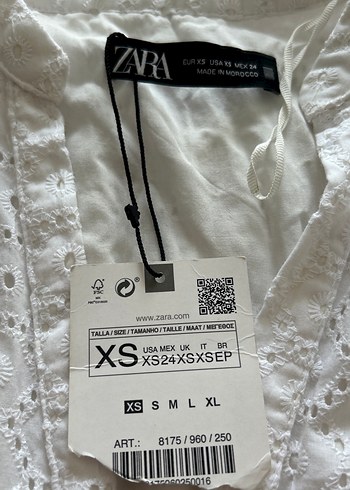 ZARA
EUR XS USA XS MEX 24
MADE IN MOROCCO
FSC
www.zara.com
TALLA / SIZE / TAMANHO / TAILLE / MAAT / ΜΕΓΕΘΟΣ
USA MEX UK IT BR
XS XS 24 XS XS EP
XS S M L XL
ART.: 8175 / 960 / 250